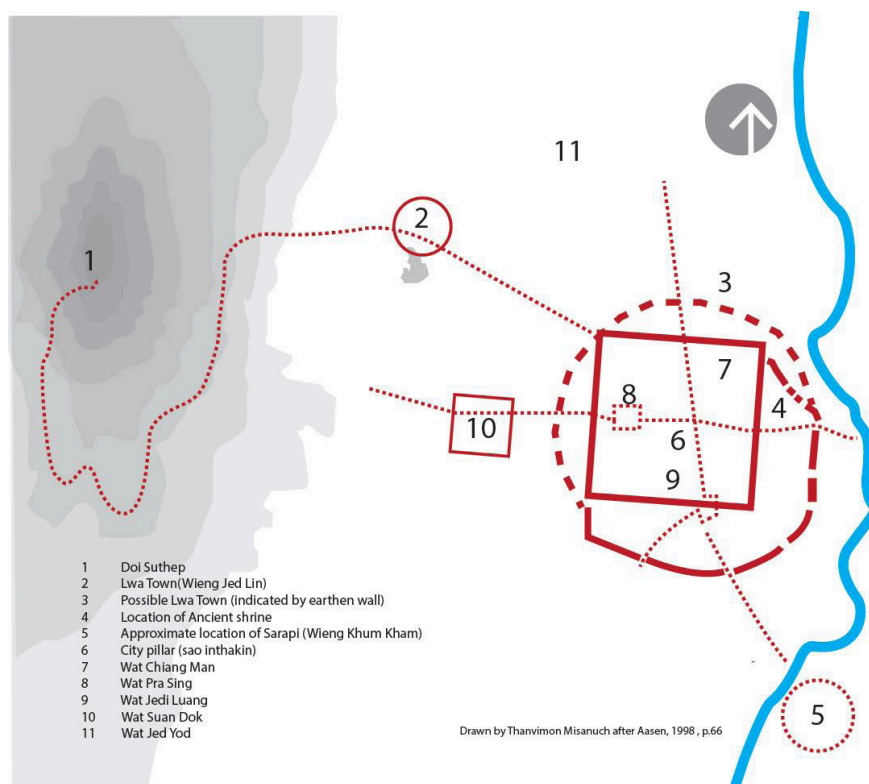 11
2
1
3
7
8
4
10
6
9
1 Doi Suthep
2 Lwa Town(Wieng Jed Lin)
3 Possible Lwa Town (indicated by earthen wall)
4 Location of Ancient shrine
5 Approximate location of Sarapi (Wieng Khum Kham)
6 City pillar (sao inthakin)
7 Wat Chiang Man
8 Wat Pra Sing
9 Wat Jedi Luang
10 Wat Suan Dok
11 Wat Jed Yod
5
Drawn by Thanvimon Misanuch after Aasen, 1998 , p.66